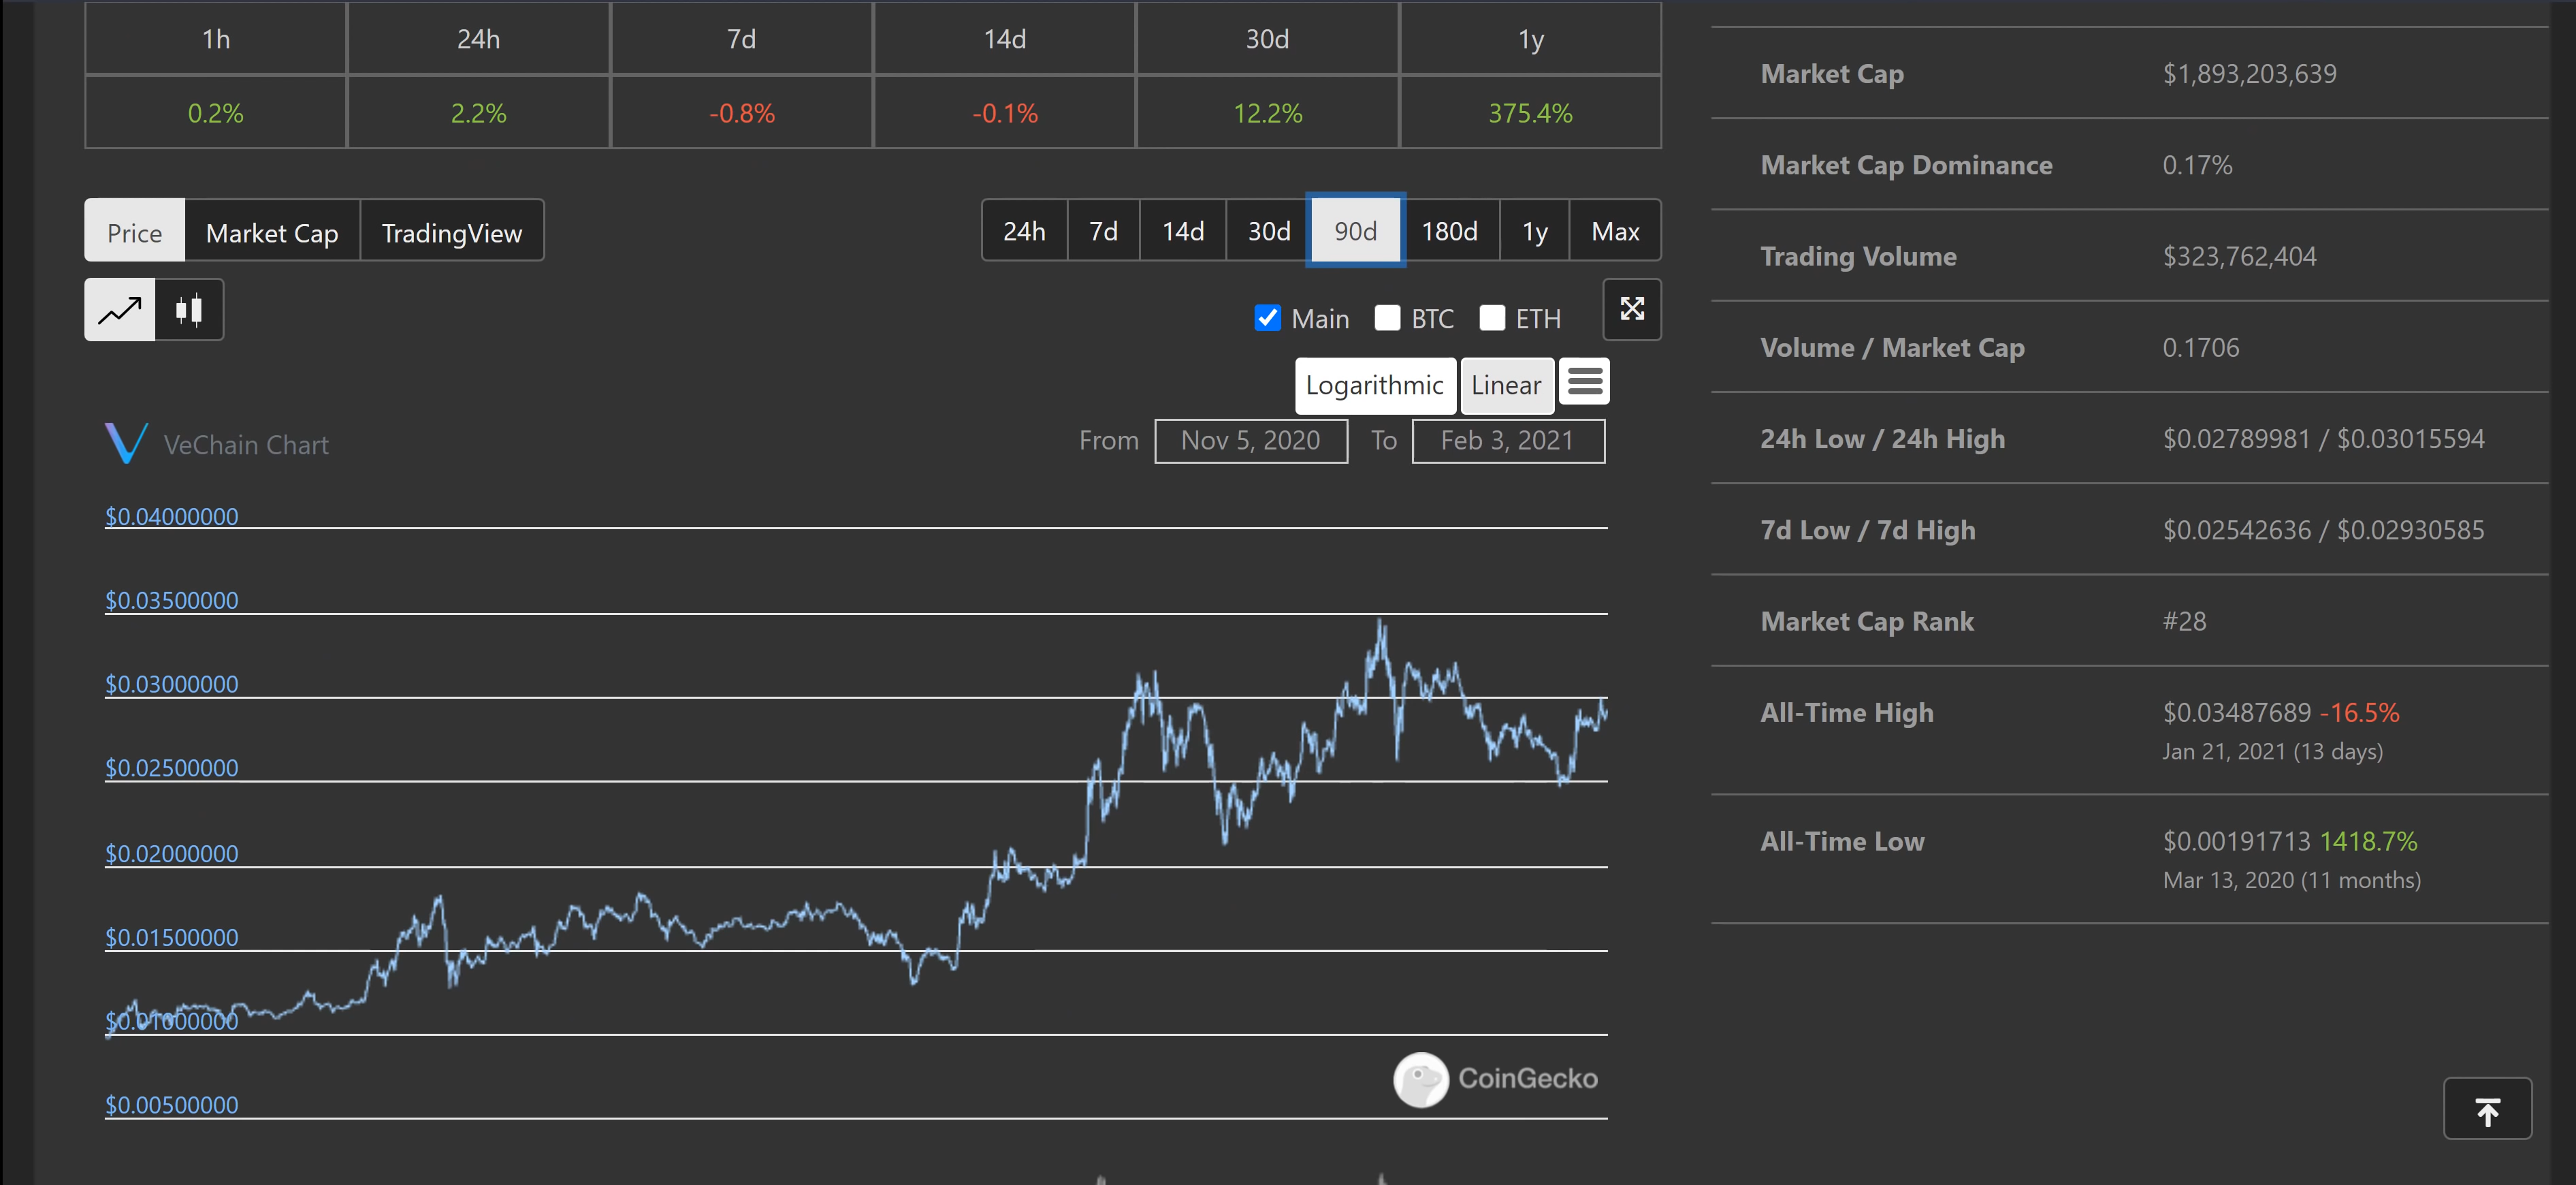 1h 24h 7d 14d 30d 1y
0.2% 2.2% -0.8% -0.1% 12.2% 375.4%
Price Market Cap TradingView
24h 7d 14d 30d 90d 180d 1y Max
Main BTC ETH
Logarithmic Linear
VeChain Chart
From Nov 5, 2020 To Feb 3, 2021
$0.04000000
$0.03500000
$0.03000000
$0.02500000
$0.02000000
$0.01500000
$0.01000000
$0.00500000
CoinGecko
Market Cap $1,893,203,639
Market Cap Dominance 0.17%
Trading Volume $323,762,404
Volume / Market Cap 0.1706
24h Low / 24h High $0.02789981 / $0.03015594
7d Low / 7d High $0.02542636 / $0.02930585
Market Cap Rank #28
All-Time High $0.03487689 -16.5%
Jan 21, 2021 (13 days)
All-Time Low $0.00191713 1418.7%
Mar 13, 2020 (11 months)